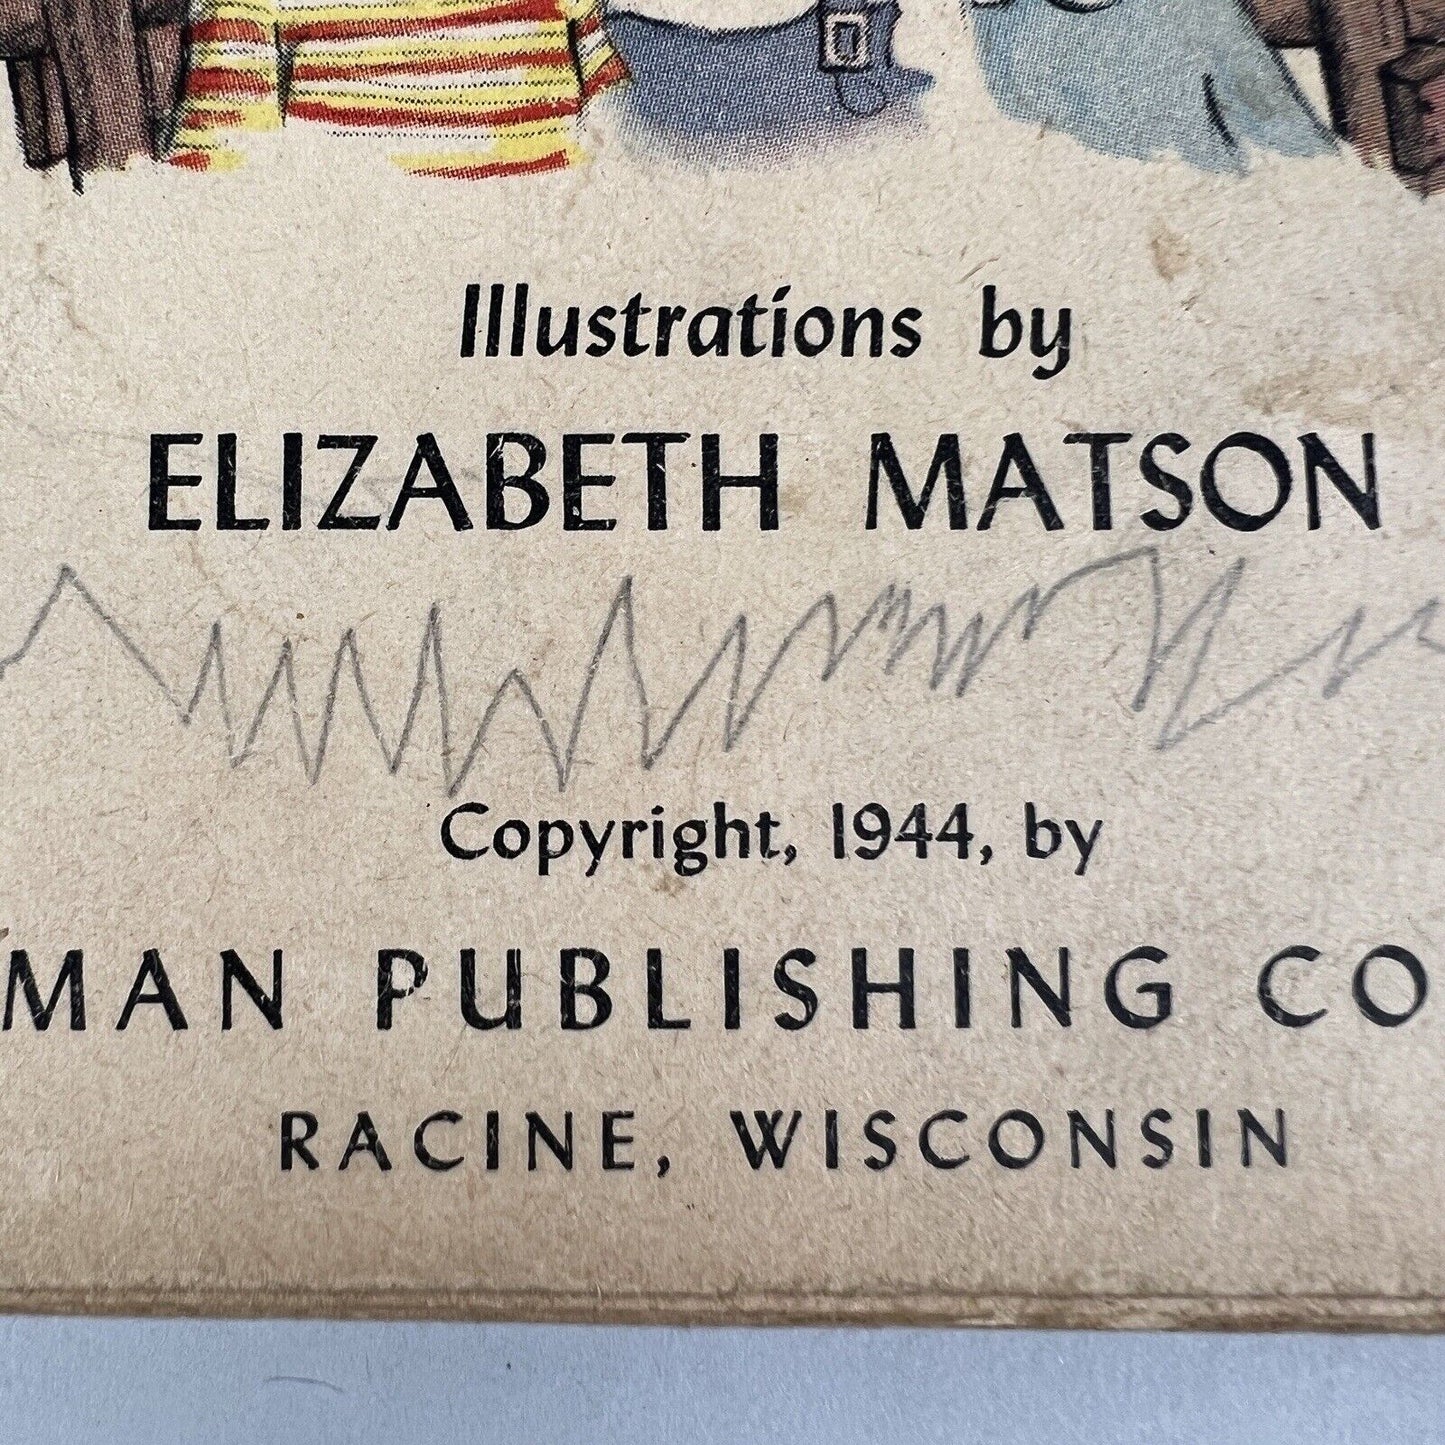 Illustrations by
ELIZABETH MATSON
Copyright, 1944, by
MAN PUBLISHING CO
RACINE, WISCONSIN